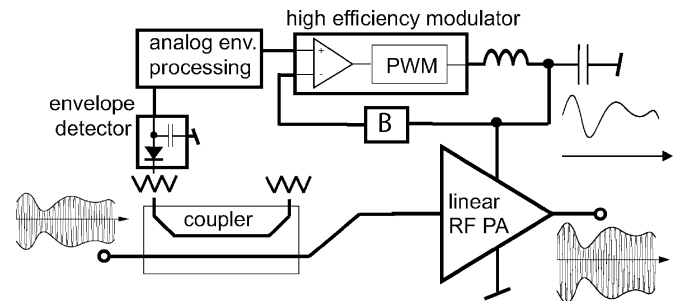 high efficiency modulator
analog env.
processing
+
-
PWM
envelope
detector
B
coupler
linear
RF PA